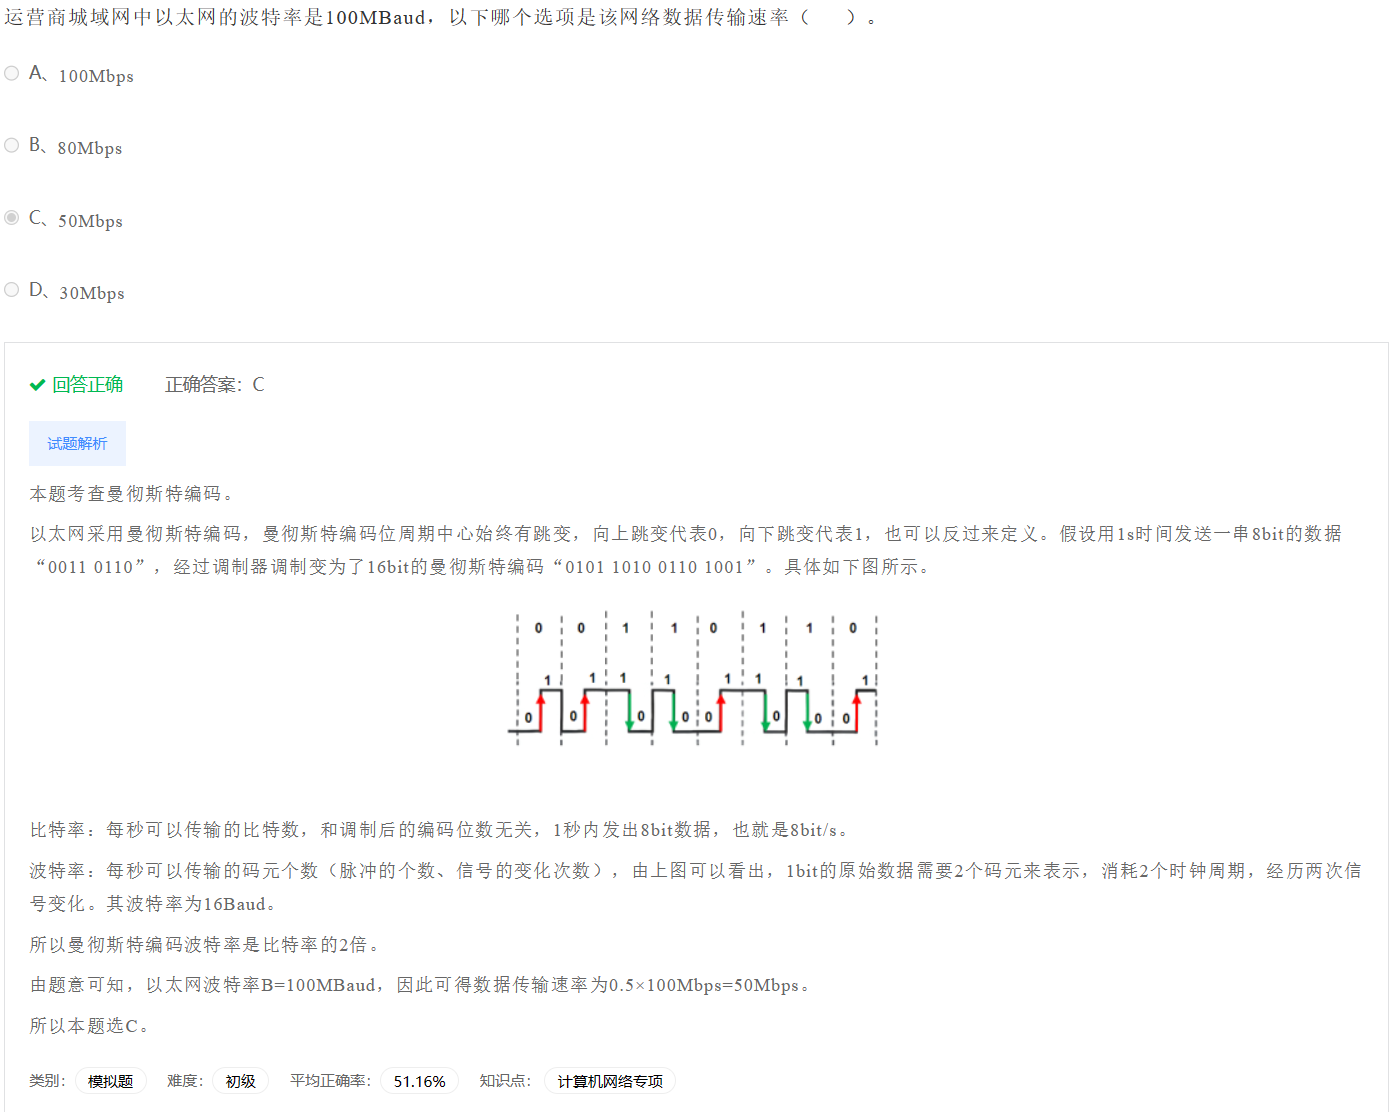 运营商城域网中以太网的波特率是100MBaud，以下哪个选项是该网络数据传输速率（　　）。
A、100Mbps
B、80Mbps
C、50Mbps
D、30Mbps
回答正确 正确答案：C
试题解析
本题考查曼彻斯特编码。
以太网采用曼彻斯特编码，曼彻斯特编码位周期中心始终有跳变，向上跳变代表0，向下跳变代表1，也可以反过来定义。假设用1s时间发送一串8bit的数据
“0011 0110”，经过调制器调制变为了16bit的曼彻斯特编码“0101 1010 0110 1001”。具体如下图所示。
0 0 1 1 0 1 1 0
1 1 1 1 1 1 1 1
0 0 0 0 0 0 0 0
比特率：每秒可以传输的比特数，和调制后的编码位数无关，1秒内发出8bit数据，也就是8bit/s。
波特率：每秒可以传输的码元个数（脉冲的个数、信号的变化次数），由上图可以看出，1bit的原始数据需要2个码元来表示，消耗2个时钟周期，经历两次信
号变化。其波特率为16Baud。
所以曼彻斯特编码波特率是比特率的2倍。
由题意可知，以太网波特率B=100MBaud，因此可得数据传输速率为0.5×100Mbps=50Mbps。
所以本题选C。
类别： 模拟题 难度： 初级 平均正确率： 51.16% 知识点： 计算机网络专项